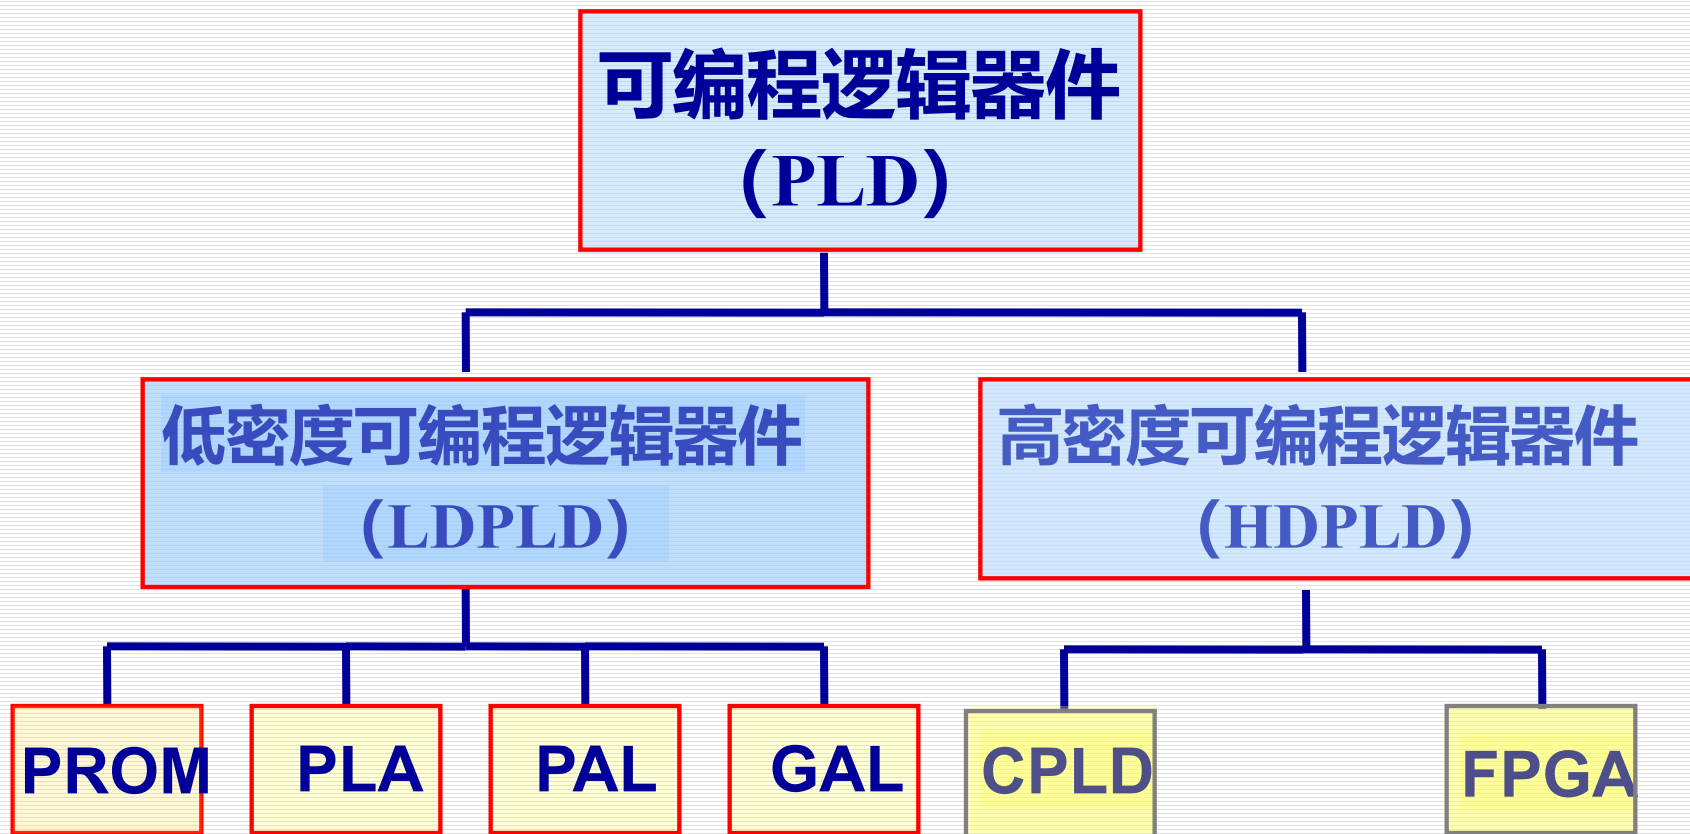 可编程逻辑器件
（PLD）
低密度可编程逻辑器件
（LDPLD）
高密度可编程逻辑器件
（HDPLD）
PROM
PLA
PAL
GAL
CPLD
FPGA